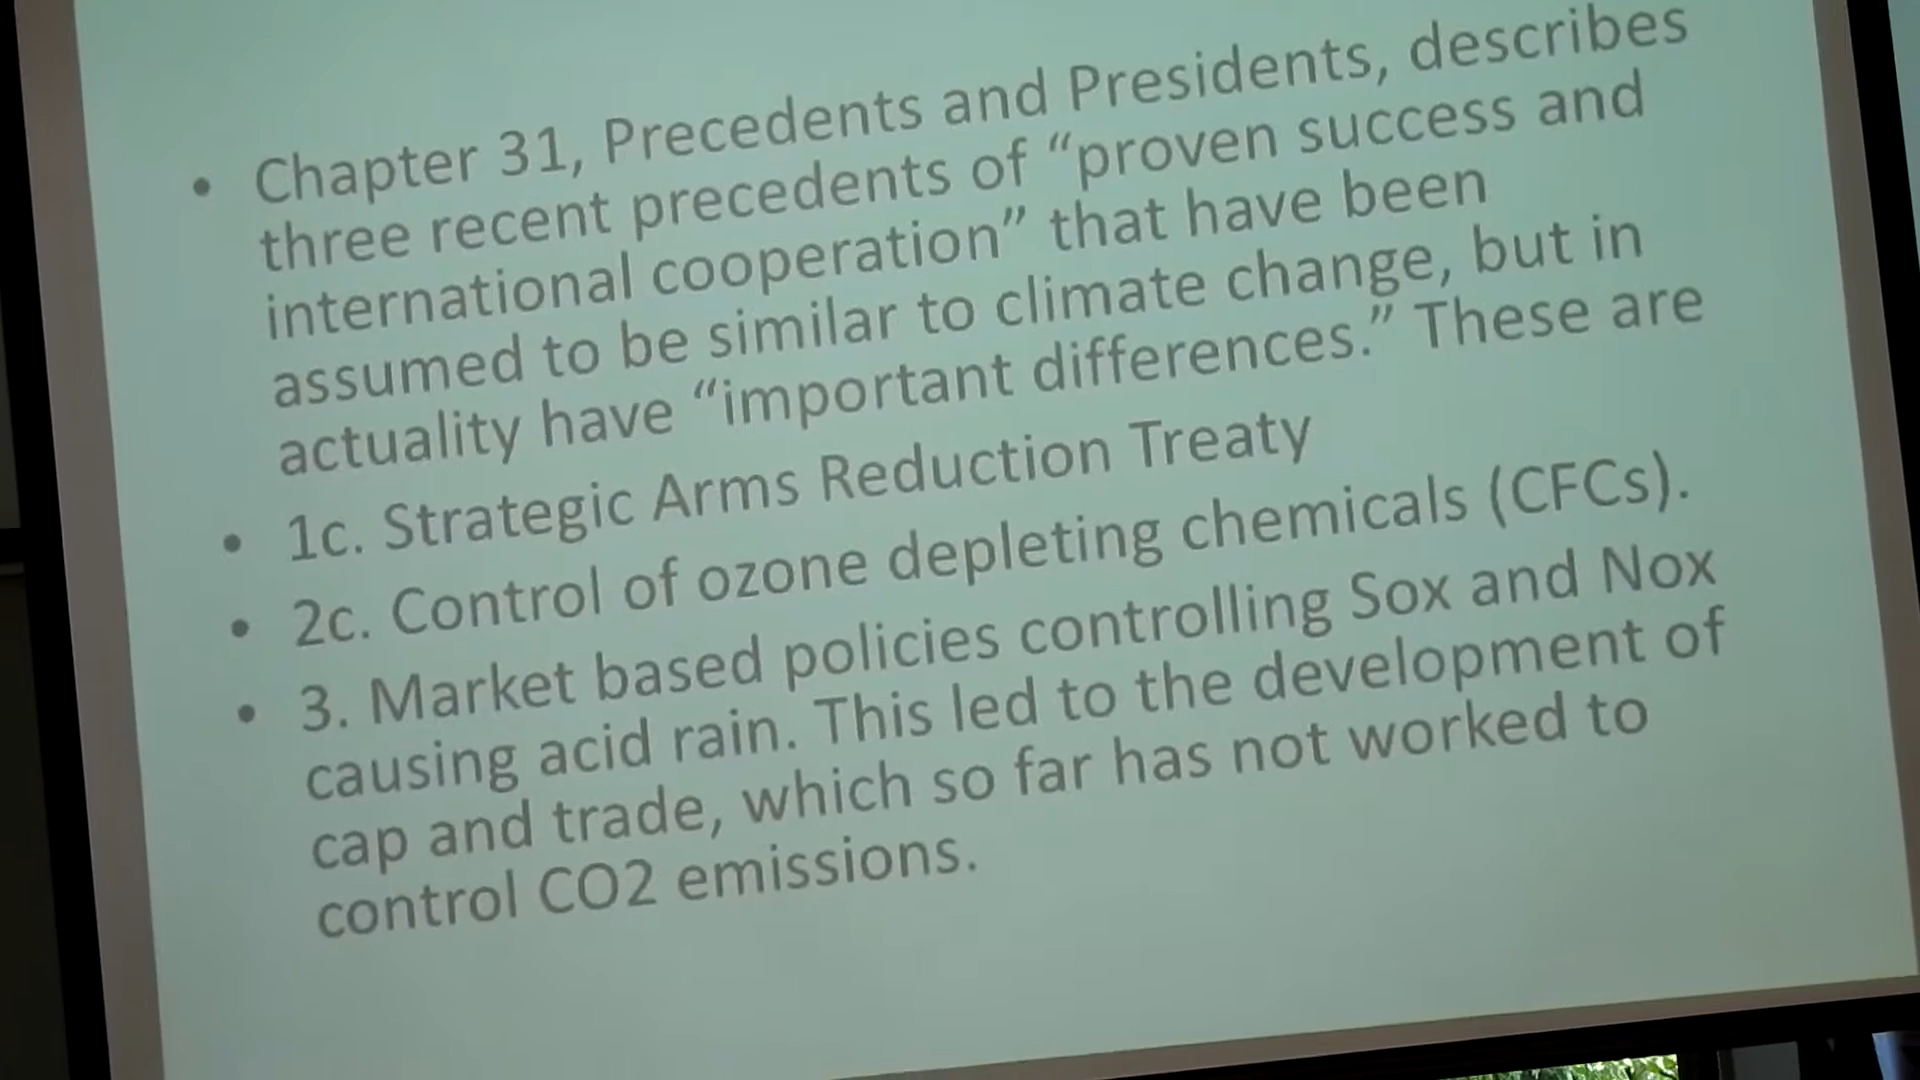 • Chapter 31, Precedents and Presidents, describes
three recent precedents of “proven success and
international cooperation” that have been
assumed to be similar to climate change, but in
actuality have “important differences.” These are
• 1c. Strategic Arms Reduction Treaty
• 2c. Control of ozone depleting chemicals (CFCs).
• 3. Market based policies controlling Sox and Nox
causing acid rain. This led to the development of
cap and trade, which so far has not worked to
control CO2 emissions.